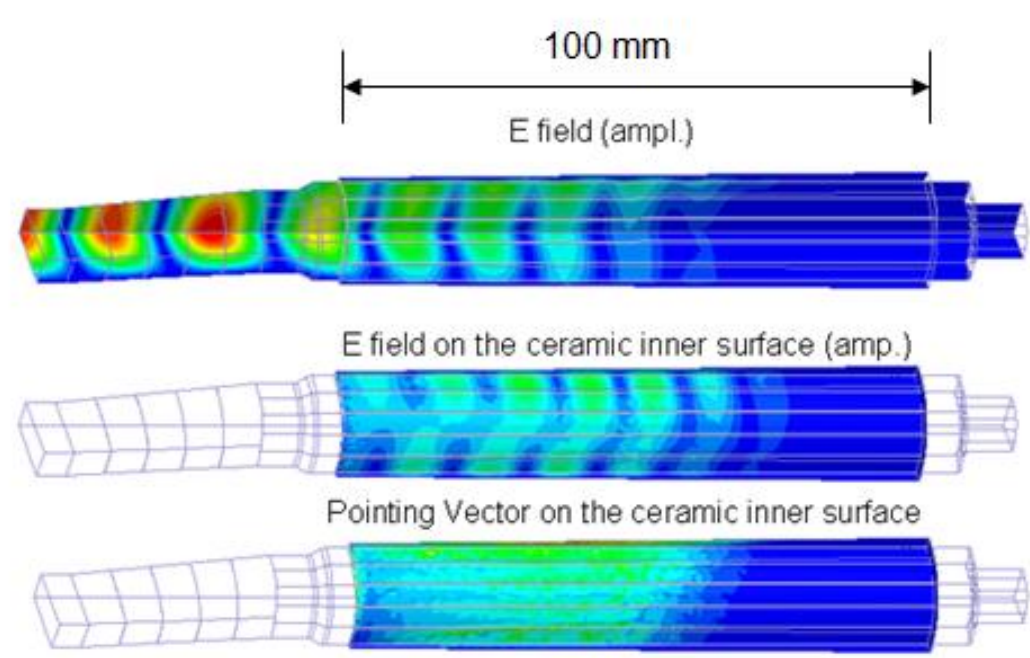 100 mm
E field (ampl.)
E field on the ceramic inner surface (amp.)
Pointing Vector on the ceramic inner surface